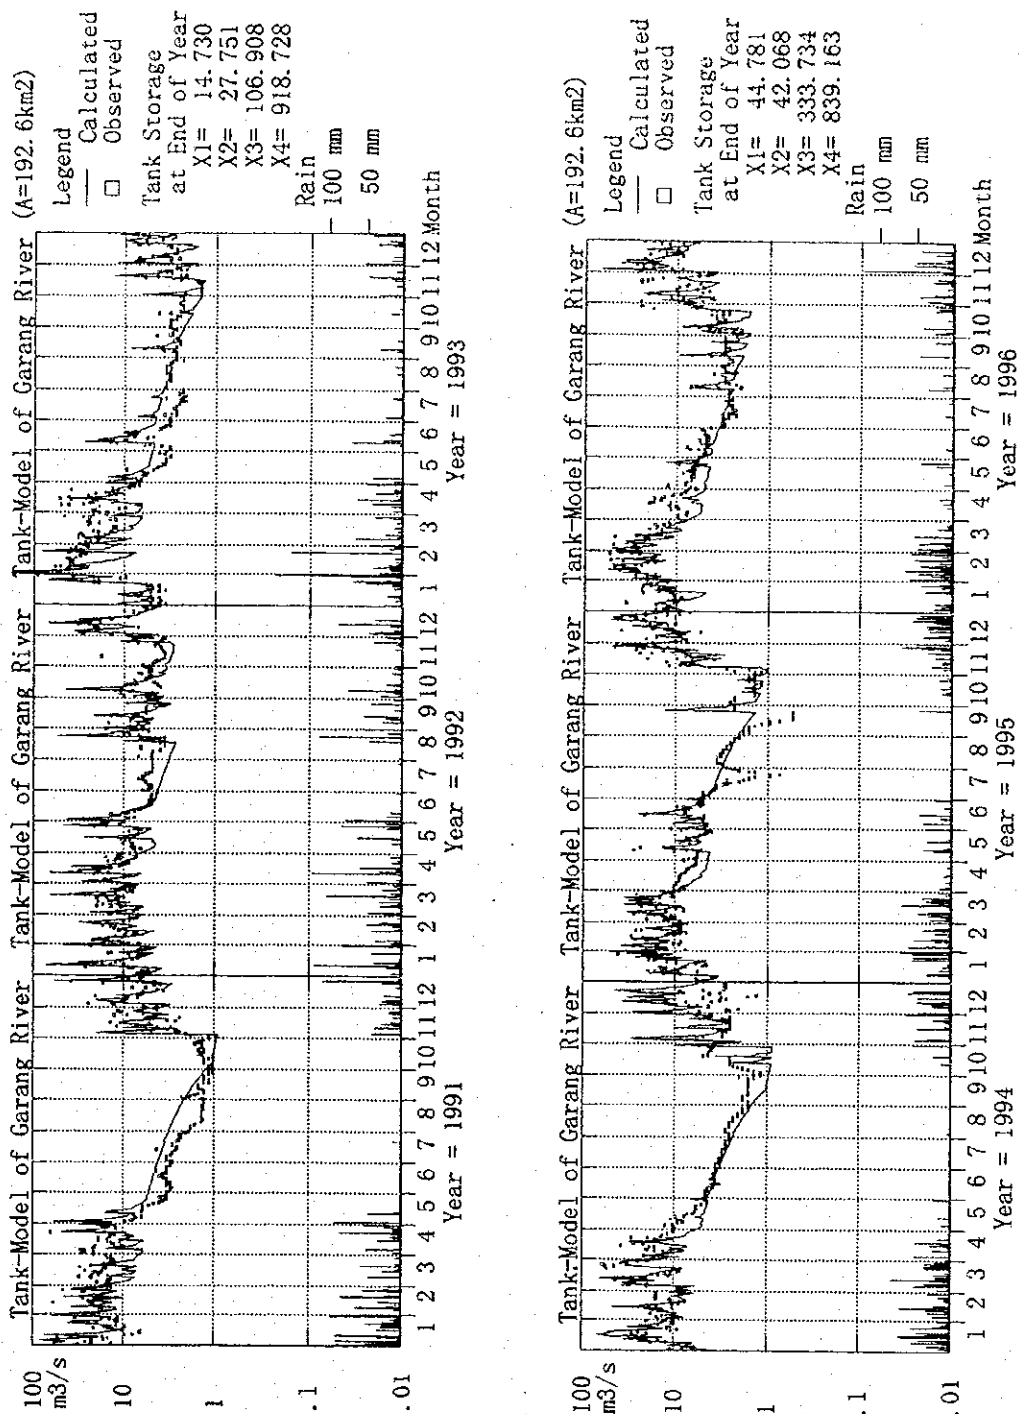 Tank-Model of Garang River Tank-Model of Garang River Tank-Model of Garang River (A=192.6km2)
100
m3/s
10
1
.1
.01
Legend
Calculated
Observed
Tank Storage
at End of Year
X1= 14.730
X2= 27.751
X3= 106.908
X4= 918.728
Rain
100 mm
50 mm
1 2 3 4 5 6 7 8 9 10 11 12 1 2 3 4 5 6 7 8 9 10 11 12 1 2 3 4 5 6 7 8 9 10 11 12 Month
Year = 1991 Year = 1992 Year = 1993
Tank-Model of Garang River Tank-Model of Garang River Tank-Model of Garang River (A=192.6km2)
100
m3/s
10
1
.1
.01
Legend
Calculated
Observed
Tank Storage
at End of Year
X1= 44.781
X2= 42.068
X3= 333.734
X4= 839.163
Rain
100 mm
50 mm
1 2 3 4 5 6 7 8 9 10 11 12 1 2 3 4 5 6 7 8 9 10 11 12 1 2 3 4 5 6 7 8 9 10 11 12 Month
Year = 1994 Year = 1995 Year = 1996